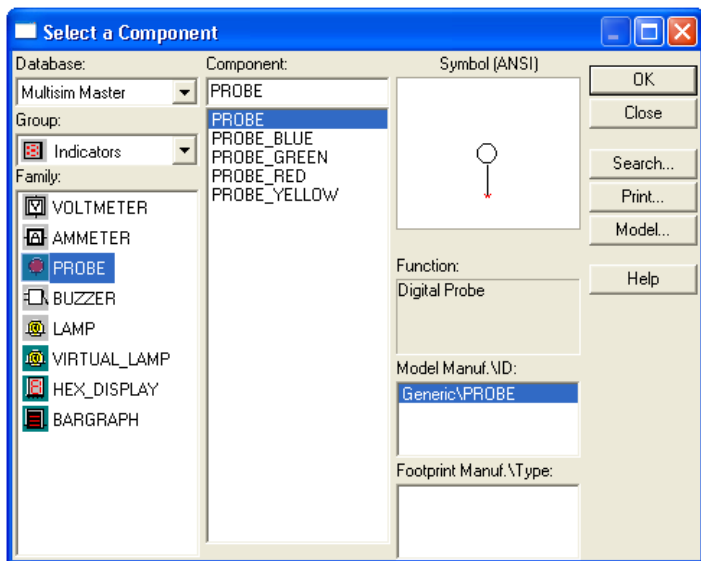 Select a Component
Database:
Multisim Master
Group:
Indicators
Family:
VOLTMETER
AMMETER
PROBE
BUZZER
LAMP
VIRTUAL_LAMP
HEX_DISPLAY
BARGRAPH
Component:
PROBE
PROBE
PROBE_BLUE
PROBE_GREEN
PROBE_RED
PROBE_YELLOW
Symbol (ANSI)
Function:
Digital Probe
Model Manuf.\ID:
Generic\PROBE
Footprint Manuf.\Type:
OK
Close
Search...
Print...
Model...
Help